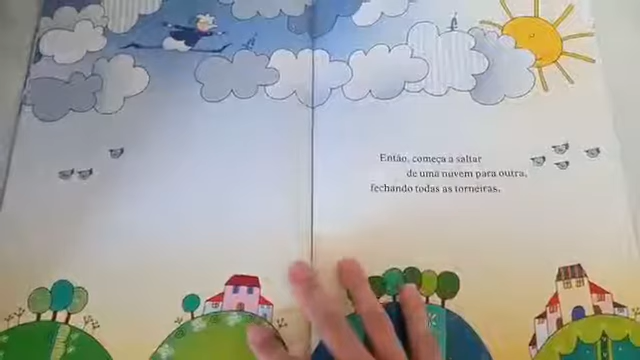 Então, começa a saltar
de uma nuvem para outra,
fechando todas as torneiras.